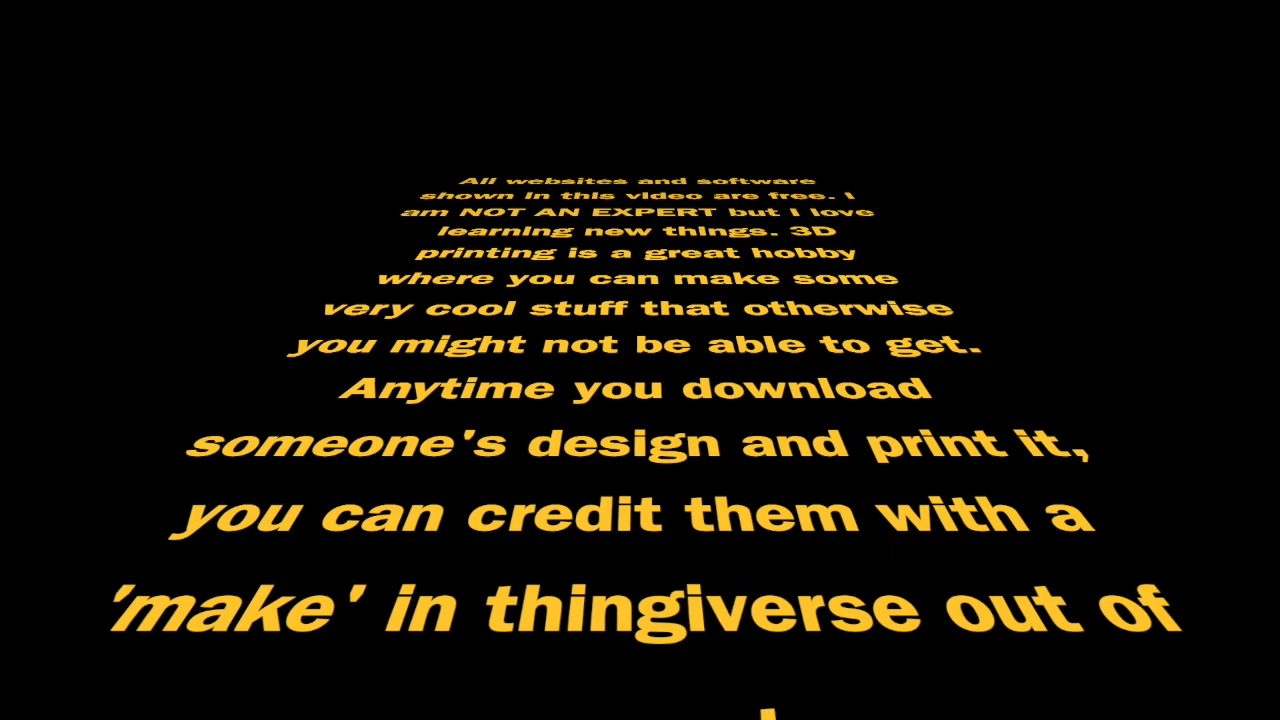 All websites and software
shown in this video are free. I
am NOT AN EXPERT but I love
learning new things. 3D
printing is a great hobby
where you can make some
very cool stuff that otherwise
you might not be able to get.
Anytime you download
someone's design and print it,
you can credit them with a
'make' in thingiverse out of